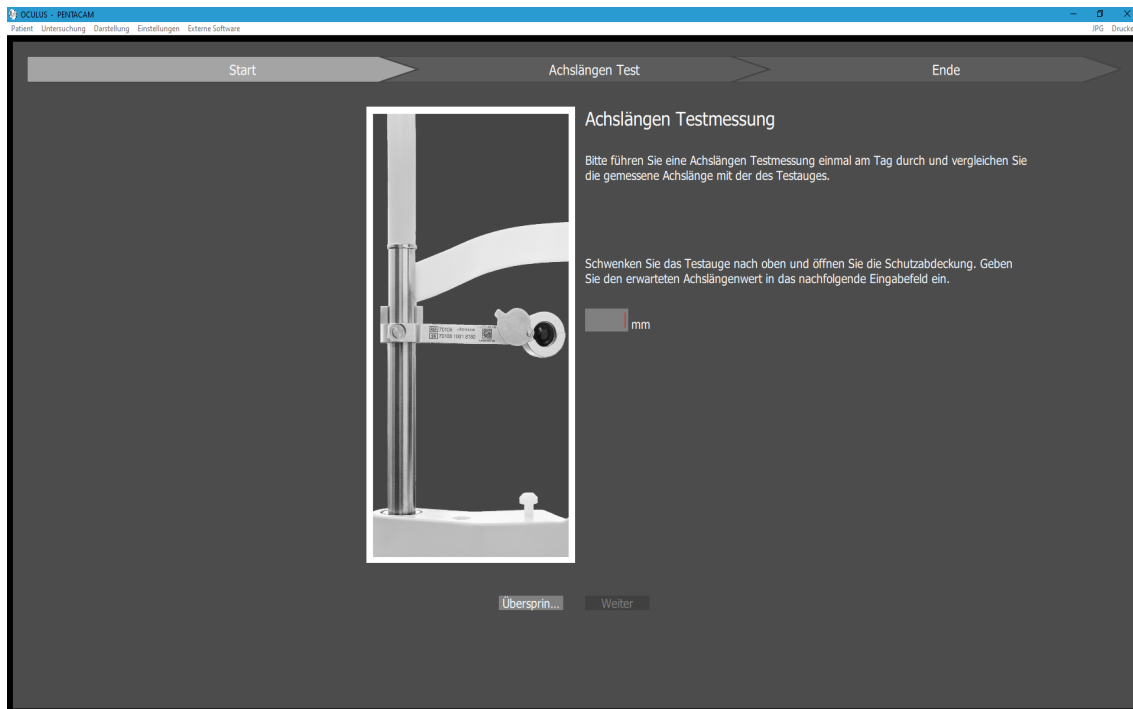 OCULUS - PENTACAM
Patient Untersuchung Darstellung Einstellungen Externe Software JPG Drucke
Start Achslängen Test Ende
Achslängen Testmessung
Bitte führen Sie eine Achslängen Testmessung einmal am Tag durch und vergleichen Sie
die gemessene Achslänge mit der des Testauges.
Schwenken Sie das Testauge nach oben und öffnen Sie die Schutzabdeckung. Geben
Sie den erwarteten Achslängenwert in das nachfolgende Eingabefeld ein.
mm
Übersprin... Weiter